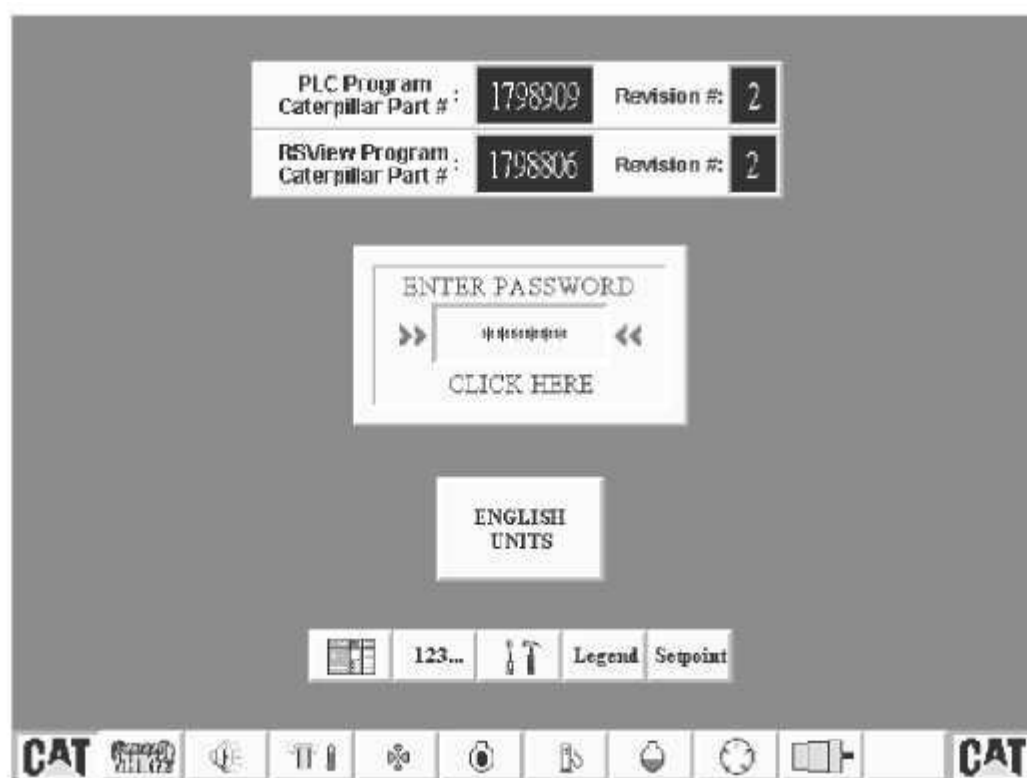 PLC Program
Caterpillar Part # : 1798909 Revision #: 2
RSView Program
Caterpillar Part # : 1798806 Revision #: 2
ENTER PASSWORD
>> ******** <<
CLICK HERE
ENGLISH
UNITS
123... Legend Setpoint
CAT CAT